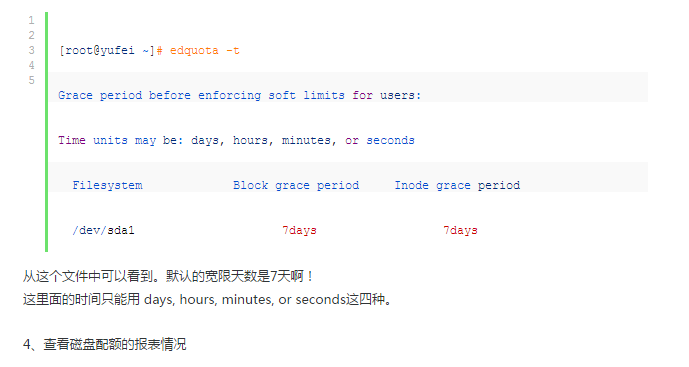 1
2
3
4
5
[root@yufei ~]# edquota -t
Grace period before enforcing soft limits for users:
Time units may be: days, hours, minutes, or seconds
Filesystem Block grace period Inode grace period
/dev/sda1 7days 7days
从这个文件中可以看到。默认的宽限天数是7天啊！
这里面的时间只能用 days, hours, minutes, or seconds这四种。
4、查看磁盘配额的报表情况